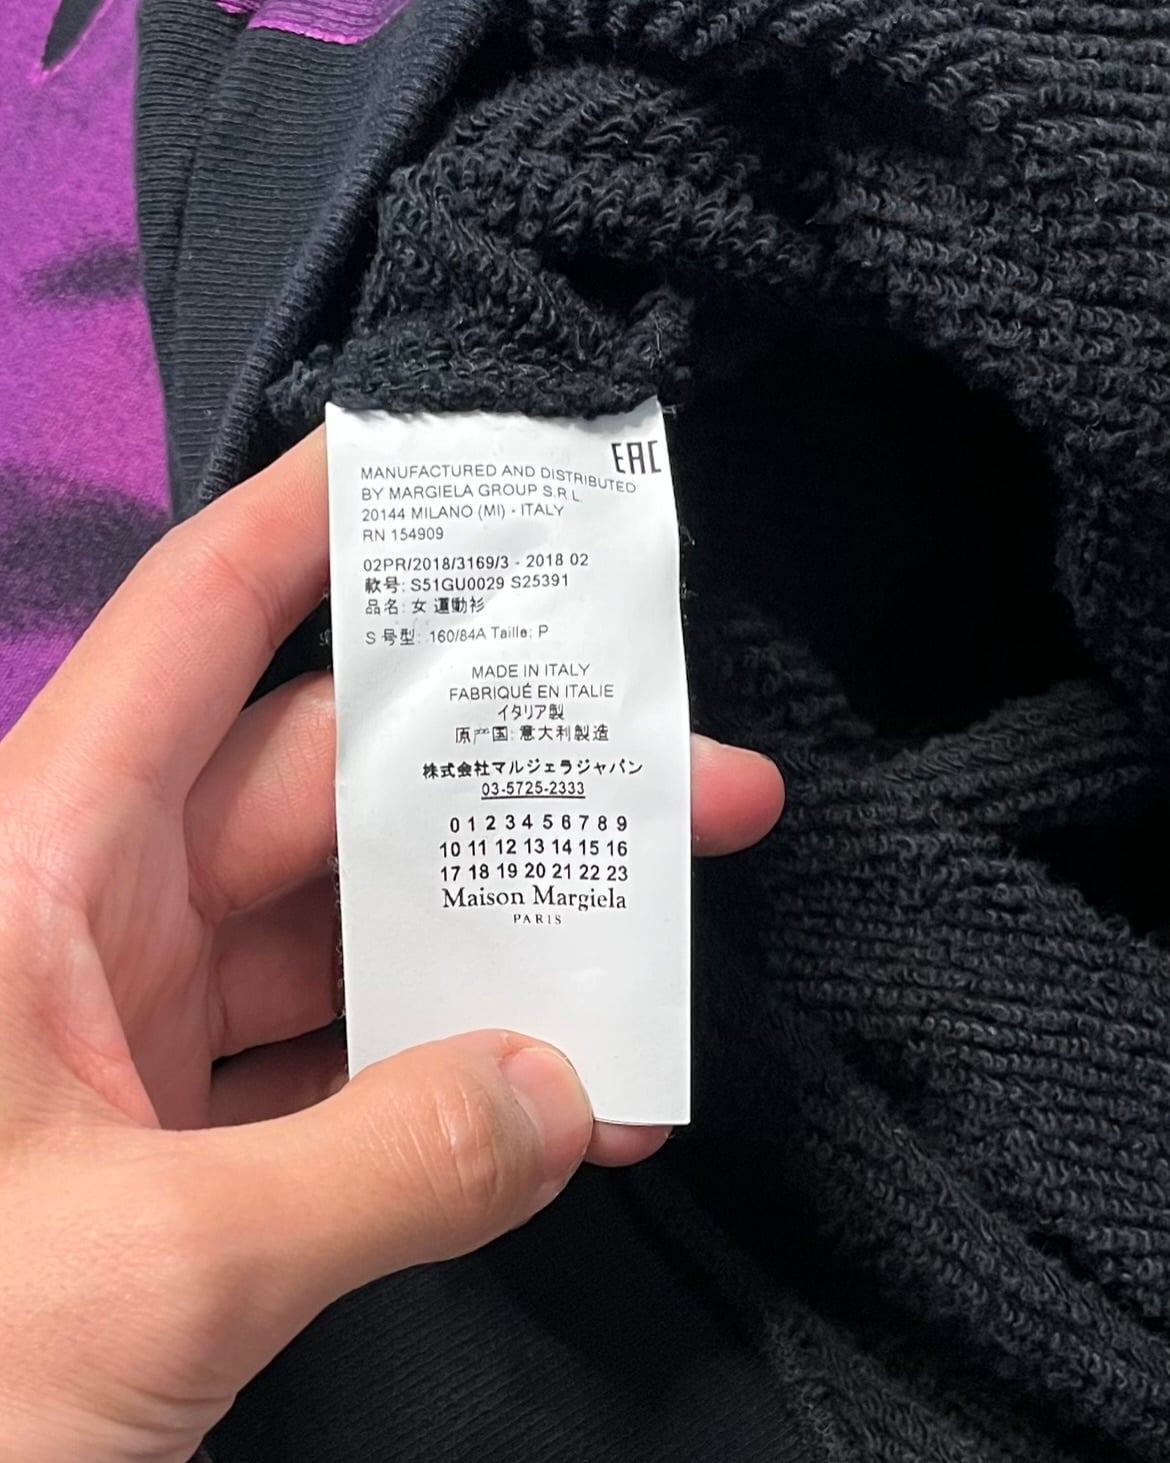 EAC
MANUFACTURED AND DISTRIBUTED
BY MARGIELA GROUP S.R.L.
20144 MILANO (MI) - ITALY
RN 154909
02PR/2018/3169/3 - 2018 02
款号: S51GU0029 S25391
品名: 女 運動衫
S 号型: 160/84A Taille: P
MADE IN ITALY
FABRIQUÉ EN ITALIE
イタリア製
原产国: 意大利製造
株式会社マルジェラジャパン
03-5725-2333
0 1 2 3 4 5 6 7 8 9
10 11 12 13 14 15 16
17 18 19 20 21 22 23
Maison Margiela
PARIS